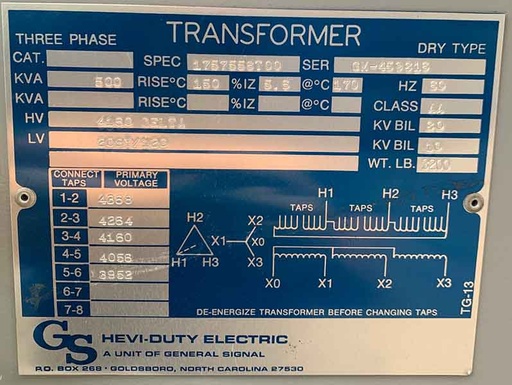 TRANSFORMER
THREE PHASE DRY TYPE
CAT. SPEC 1757558T00 SER
KVA 500 RISE°C 150 %IZ 5.5 @°C 170 HZ 60
KVA RISE°C %IZ @°C CLASS AA
HV 4160 DELTA KV BIL
LV KV BIL 10
WT. LB.
CONNECT TAPS PRIMARY VOLTAGE
1-2 4368
2-3 4264
3-4 4160
4-5 4056
5-6 3952
6-7
7-8
H1 H2 H3
TAPS TAPS TAPS
H2 X2
X1 X0
H1 H3 X3
X0 X1 X2 X3
DE-ENERGIZE TRANSFORMER BEFORE CHANGING TAPS
TG-13
GS HEVI-DUTY ELECTRIC
A UNIT OF GENERAL SIGNAL
P.O. BOX 268 • GOLDSBORO, NORTH CAROLINA 27530